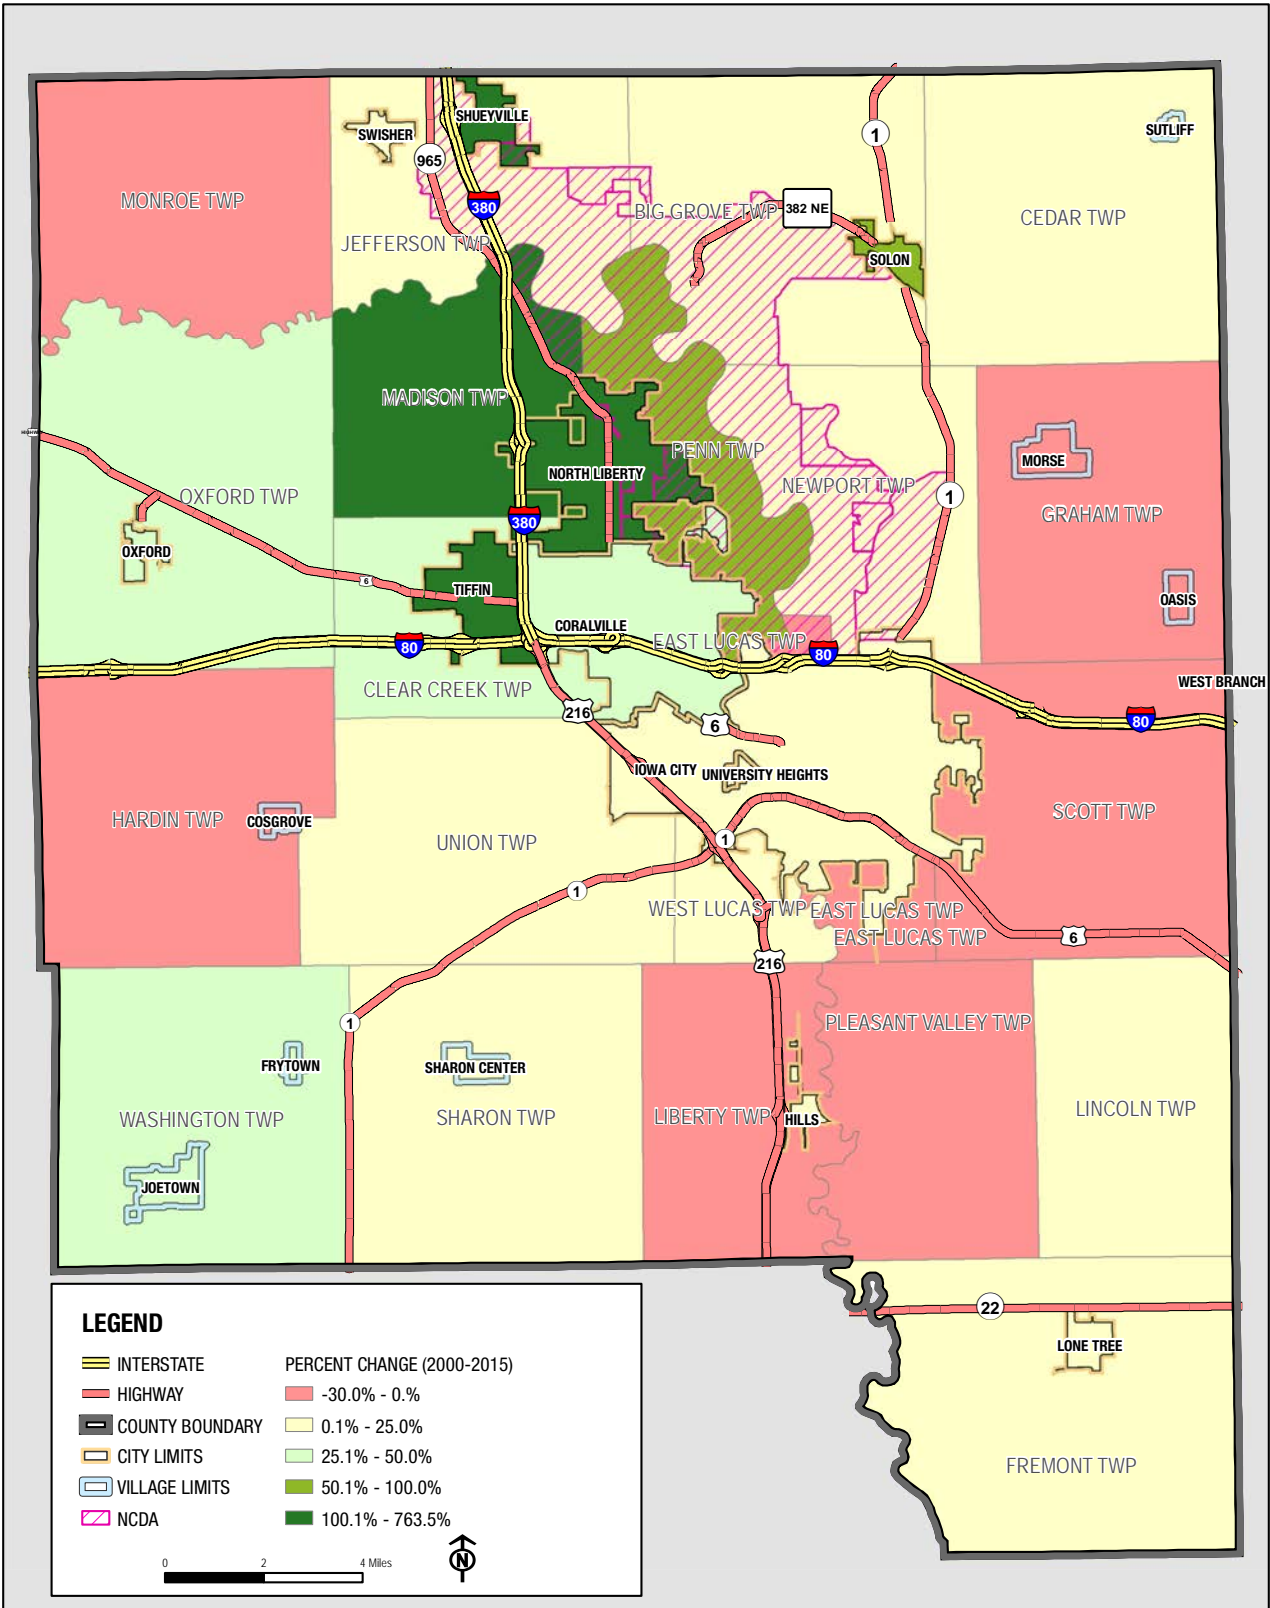 SHUEYVILLE
SWISHER
1
SUTLIFF
965
MONROE TWP
380
BIG GROVE TWP
382 NE
CEDAR TWP
JEFFERSON TWP
SOLON
MADISON TWP
HIGHWAY
PENN TWP
MORSE
NORTH LIBERTY
NEWPORT TWP
OXFORD TWP
1
GRAHAM TWP
380
OXFORD
6
TIFFIN
OASIS
CORALVILLE
EAST LUCAS TWP
80
80
CLEAR CREEK TWP
WEST BRANCH
216
6
80
IOWA CITY
UNIVERSITY HEIGHTS
HARDIN TWP
COSGROVE
SCOTT TWP
UNION TWP
1
1
WEST LUCAS TWP
EAST LUCAS TWP
EAST LUCAS TWP
6
216
1
PLEASANT VALLEY TWP
FRYTOWN
SHARON CENTER
WASHINGTON TWP
SHARON TWP
LIBERTY TWP
HILLS
LINCOLN TWP
JOETOWN
22
LONE TREE
FREMONT TWP
LEGEND
INTERSTATE
HIGHWAY
COUNTY BOUNDARY
CITY LIMITS
VILLAGE LIMITS
NCDA
PERCENT CHANGE (2000-2015)
-30.0% - 0.%
0.1% - 25.0%
25.1% - 50.0%
50.1% - 100.0%
100.1% - 763.5%
0 2 4 Miles
N